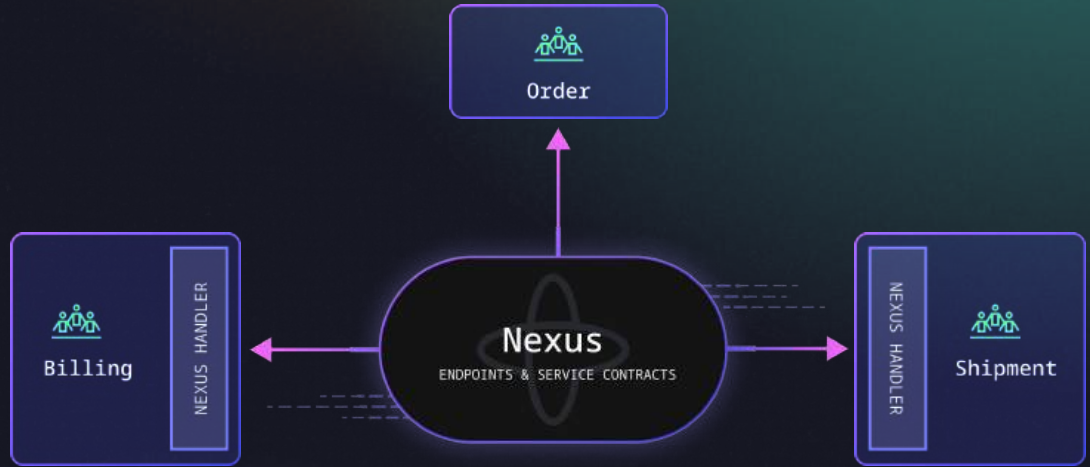 Order
Billing
NEXUS HANDLER
Nexus
ENDPOINTS & SERVICE CONTRACTS
NEXUS HANDLER
Shipment